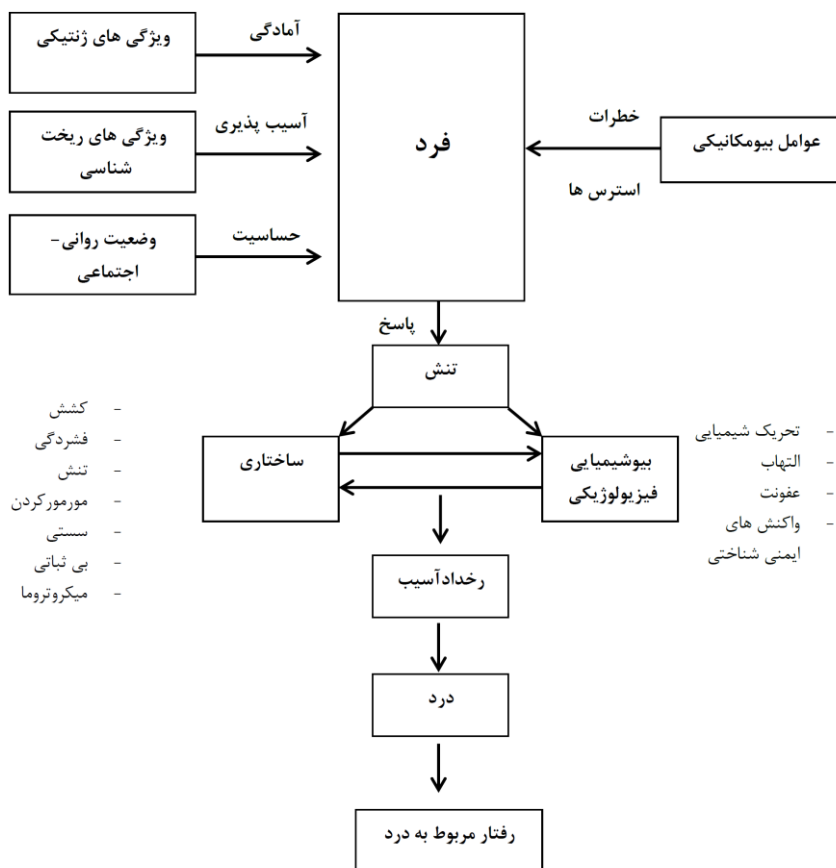 ویژگی های ژنتیکی
آمادگی
ویژگی های ریخت
شناسی
آسیب پذیری
وضعیت روانی-
اجتماعی
حساسیت
فرد
خطرات
استرس ها
عوامل بیومکانیکی
پاسخ
تنش
ساختاری
بیوشیمیایی
فیزیولوژیکی
- کشش
- فشردگی
- تنش
- مورمورکردن
- سستی
- بی ثباتی
- میکروتروما
- تحریک شیمیایی
- التهاب
- عفونت
- واکنش های
ایمنی شناختی
رخدادآسیب
درد
رفتار مربوط به درد